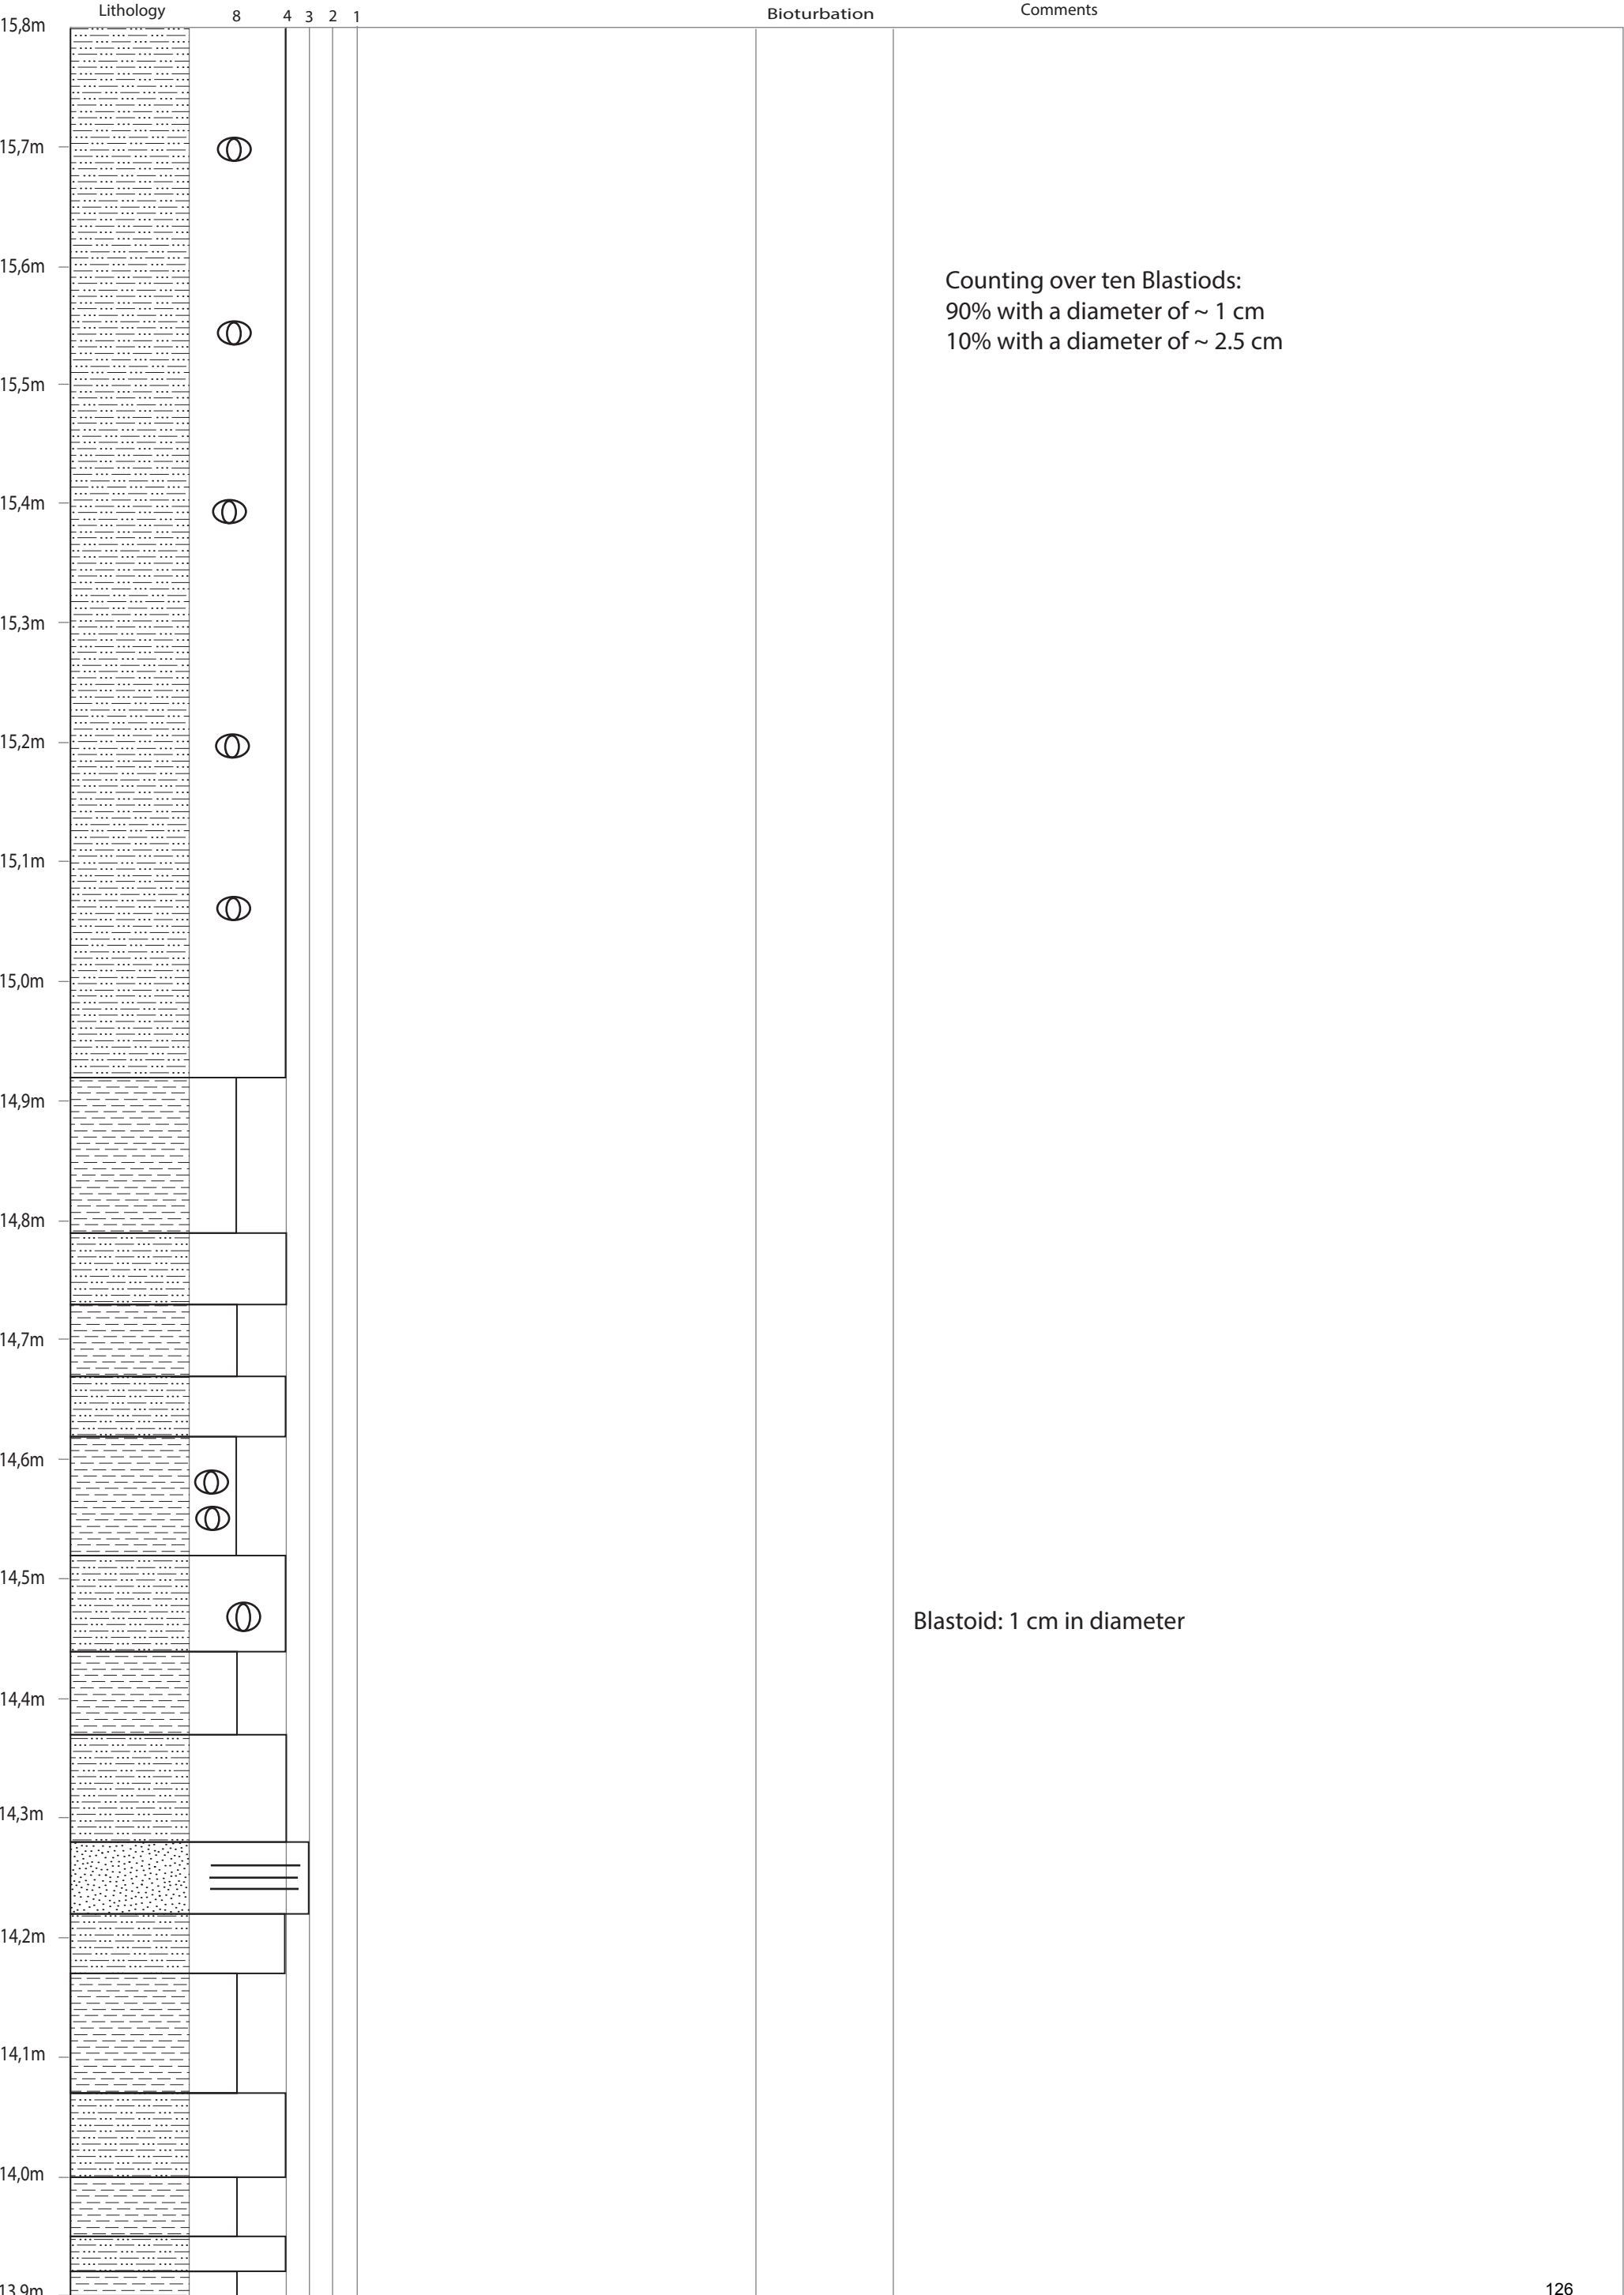 Lithology 8 4 3 2 1 Bioturbation Comments
15,8m
15,7m
15,6m
Counting over ten Blastiods:
90% with a diameter of ~ 1 cm
10% with a diameter of ~ 2.5 cm
15,5m
15,4m
15,3m
15,2m
15,1m
15,0m
14,9m
14,8m
14,7m
14,6m
14,5m
Blastoid: 1 cm in diameter
14,4m
14,3m
14,2m
14,1m
14,0m
13,9m
126